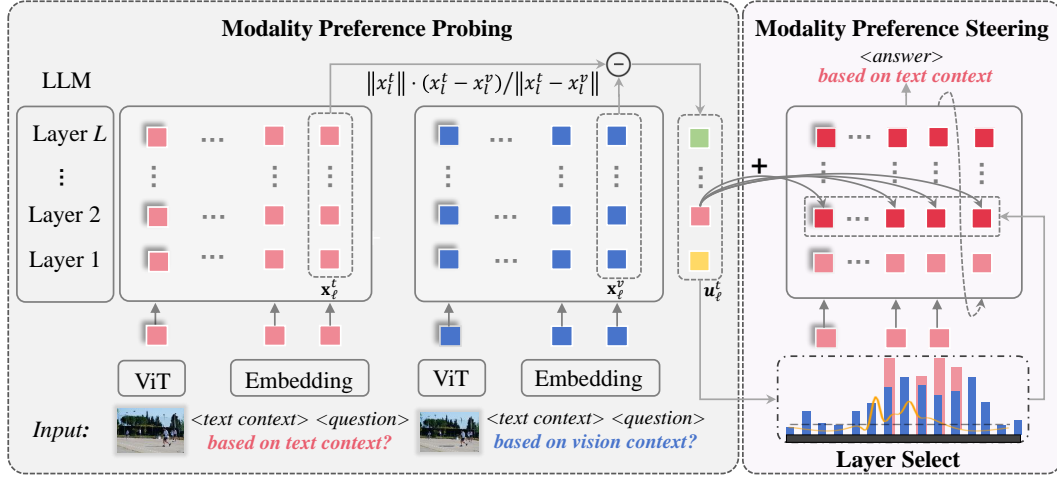 Modality Preference Probing
Modality Preference Steering
<answer>
based on text context
LLM
‖x_l^t‖ · (x_l^t − x_l^v)/‖x_l^t − x_l^v‖
−
Layer L
...
...
...
Layer 2
...
...
...
Layer 1
...
...
...
+
x_ℓ^t
x_ℓ^v
u_ℓ^t
ViT
Embedding
ViT
Embedding
Input:
<text context> <question>
based on text context?
<text context> <question>
based on vision context?
Layer Select